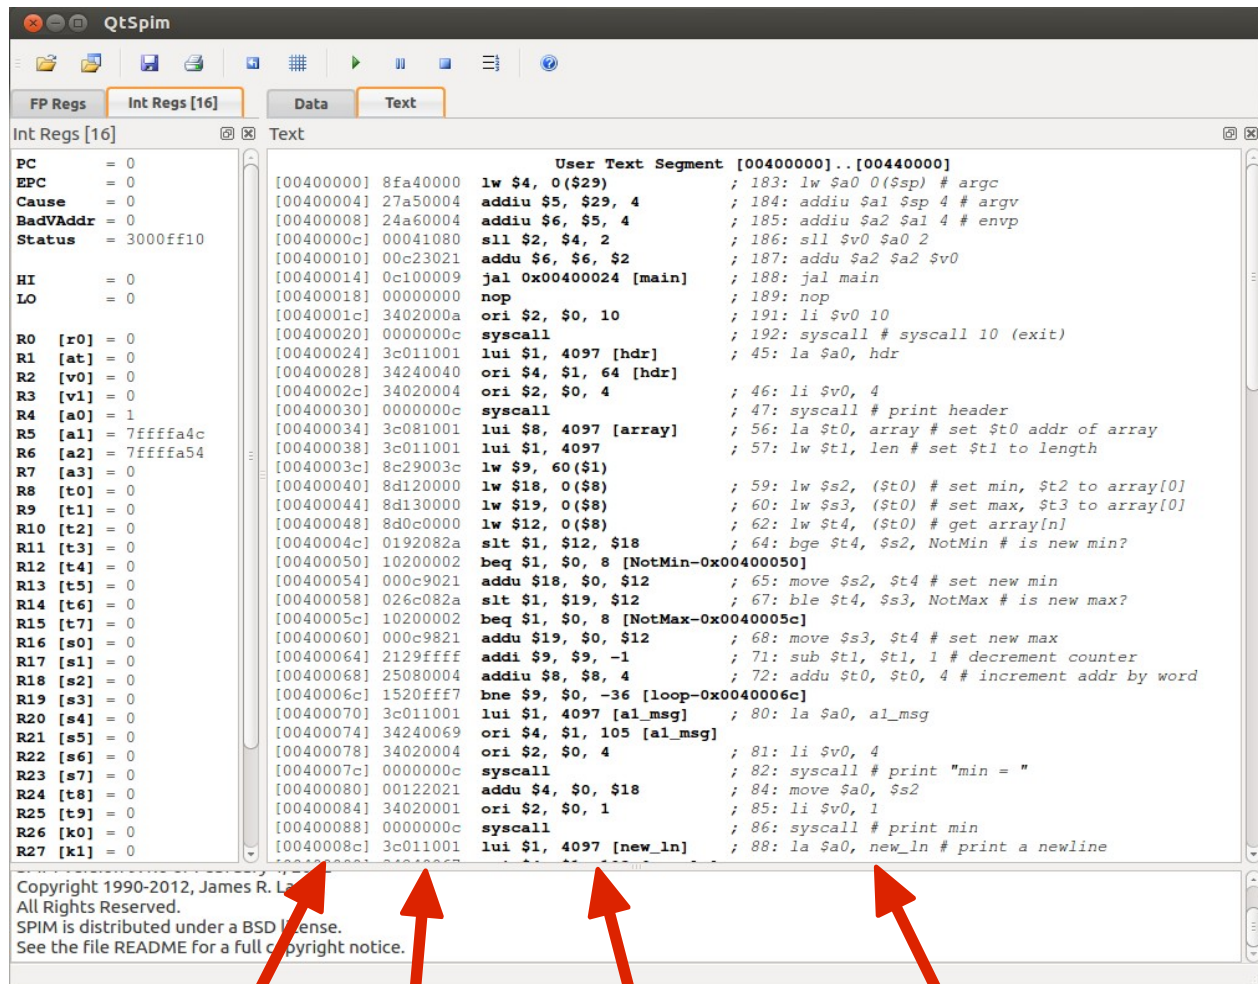 QtSpim
FP Regs Int Regs [16] Data Text
Int Regs [16] Text
PC = 0
EPC = 0
Cause = 0
BadVAddr = 0
Status = 3000ff10
HI = 0
LO = 0
R0 [r0] = 0
R1 [at] = 0
R2 [v0] = 0
R3 [v1] = 0
R4 [a0] = 1
R5 [a1] = 7ffffa4c
R6 [a2] = 7ffffa54
R7 [a3] = 0
R8 [t0] = 0
R9 [t1] = 0
R10 [t2] = 0
R11 [t3] = 0
R12 [t4] = 0
R13 [t5] = 0
R14 [t6] = 0
R15 [t7] = 0
R16 [s0] = 0
R17 [s1] = 0
R18 [s2] = 0
R19 [s3] = 0
R20 [s4] = 0
R21 [s5] = 0
R22 [s6] = 0
R23 [s7] = 0
R24 [t8] = 0
R25 [t9] = 0
R26 [k0] = 0
R27 [k1] = 0
User Text Segment [00400000]..[00440000]
[00400000] 8fa40000 lw $4, 0($29) ; 183: lw $a0 0($sp) # argc
[00400004] 27a50004 addiu $5, $29, 4 ; 184: addiu $a1 $sp 4 # argv
[00400008] 24a60004 addiu $6, $5, 4 ; 185: addiu $a2 $a1 4 # envp
[0040000c] 00041080 sll $2, $4, 2 ; 186: sll $v0 $a0 2
[00400010] 00c23021 addu $6, $6, $2 ; 187: addu $a2 $a2 $v0
[00400014] 0c100009 jal 0x00400024 [main] ; 188: jal main
[00400018] 00000000 nop ; 189: nop
[0040001c] 3402000a ori $2, $0, 10 ; 191: li $v0 10
[00400020] 0000000c syscall ; 192: syscall # syscall 10 (exit)
[00400024] 3c011001 lui $1, 4097 [hdr] ; 45: la $a0, hdr
[00400028] 34240040 ori $4, $1, 64 [hdr]
[0040002c] 34020004 ori $2, $0, 4 ; 46: li $v0, 4
[00400030] 0000000c syscall ; 47: syscall # print header
[00400034] 3c081001 lui $8, 4097 [array] ; 56: la $t0, array # set $t0 addr of array
[00400038] 3c011001 lui $1, 4097 ; 57: lw $t1, len # set $t1 to length
[0040003c] 8c29003c lw $9, 60($1)
[00400040] 8d120000 lw $18, 0($8) ; 59: lw $s2, ($t0) # set min, $t2 to array[0]
[00400044] 8d130000 lw $19, 0($8) ; 60: lw $s3, ($t0) # set max, $t3 to array[0]
[00400048] 8d0c0000 lw $12, 0($8) ; 62: lw $t4, ($t0) # get array[n]
[0040004c] 0192082a slt $1, $12, $18 ; 64: bge $t4, $s2, NotMin # is new min?
[00400050] 10200002 beq $1, $0, 8 [NotMin-0x00400050]
[00400054] 000c9021 addu $18, $0, $12 ; 65: move $s2, $t4 # set new min
[00400058] 026c082a slt $1, $19, $12 ; 67: ble $t4, $s3, NotMax # is new max?
[0040005c] 10200002 beq $1, $0, 8 [NotMax-0x0040005c]
[00400060] 000c9821 addu $19, $0, $12 ; 68: move $s3, $t4 # set new max
[00400064] 2129ffff addi $9, $9, -1 ; 71: sub $t1, $t1, 1 # decrement counter
[00400068] 25080004 addiu $8, $8, 4 ; 72: addu $t0, $t0, 4 # increment addr by word
[0040006c] 1520fff7 bne $9, $0, -36 [loop-0x0040006c]
[00400070] 3c011001 lui $1, 4097 [a1_msg] ; 80: la $a0, a1_msg
[00400074] 34240069 ori $4, $1, 105 [a1_msg]
[00400078] 34020004 ori $2, $0, 4 ; 81: li $v0, 4
[0040007c] 0000000c syscall ; 82: syscall # print "min = "
[00400080] 00122021 addu $4, $0, $18 ; 84: move $a0, $s2
[00400084] 34020001 ori $2, $0, 1 ; 85: li $v0, 1
[00400088] 0000000c syscall ; 86: syscall # print min
[0040008c] 3c011001 lui $1, 4097 [new_ln] ; 88: la $a0, new_ln # print a newline
Copyright 1990-2012, James R.
All Rights Reserved.
SPIM is distributed under a BSD license.
See the file README for a full copyright notice.